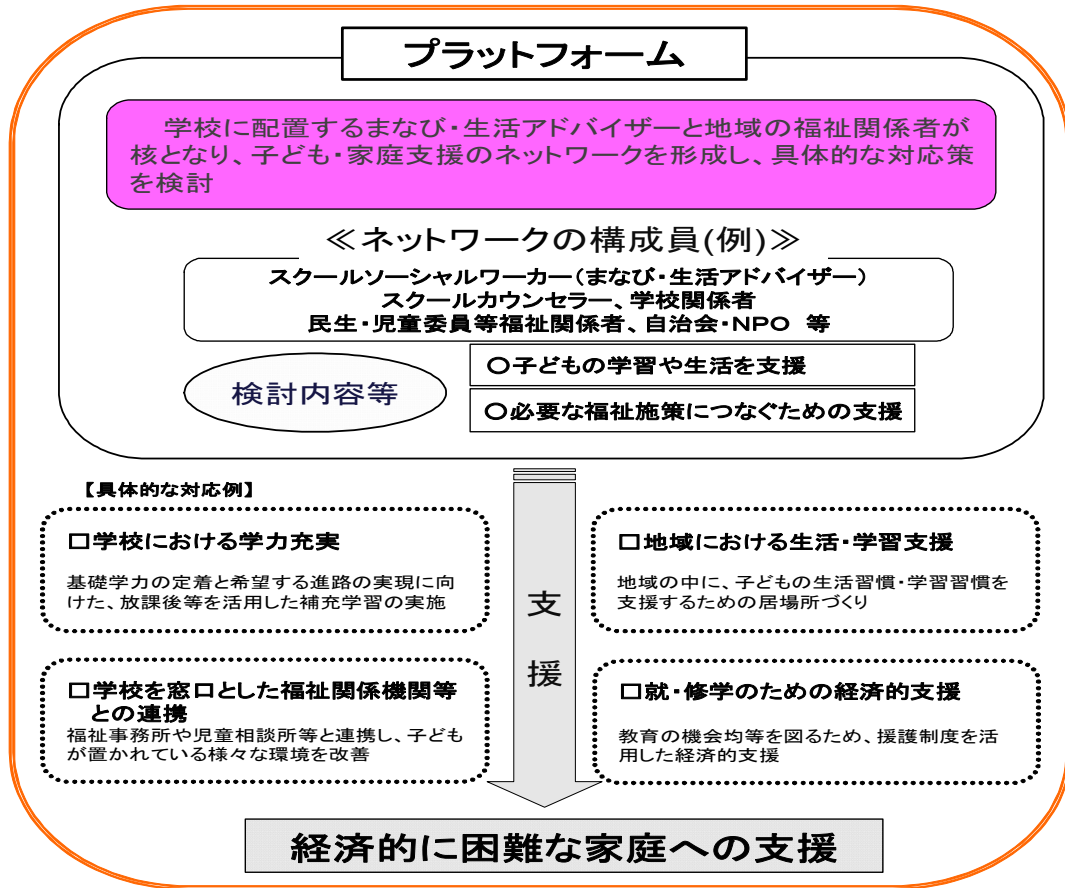 プラットフォーム
学校に配置するまなび・生活アドバイザーと地域の福祉関係者が
核となり、子ども・家庭支援のネットワークを形成し、具体的な対応策
を検討
≪ネットワークの構成員(例)≫
スクールソーシャルワーカー(まなび・生活アドバイザー)
スクールカウンセラー、学校関係者
民生・児童委員等福祉関係者、自治会・NPO 等
検討内容等
○子どもの学習や生活を支援
○必要な福祉施策につなぐための支援
【具体的な対応例】
□学校における学力充実
基礎学力の定着と希望する進路の実現に向
けた、放課後等を活用した補充学習の実施
□地域における生活・学習支援
地域の中に、子どもの生活習慣・学習習慣を
支援するための居場所づくり
支
援
□学校を窓口とした福祉関係機関等
との連携
福祉事務所や児童相談所等と連携し、子ども
が置かれている様々な環境を改善
□就・修学のための経済的支援
教育の機会均等を図るため、援護制度を活
用した経済的支援
経済的に困難な家庭への支援